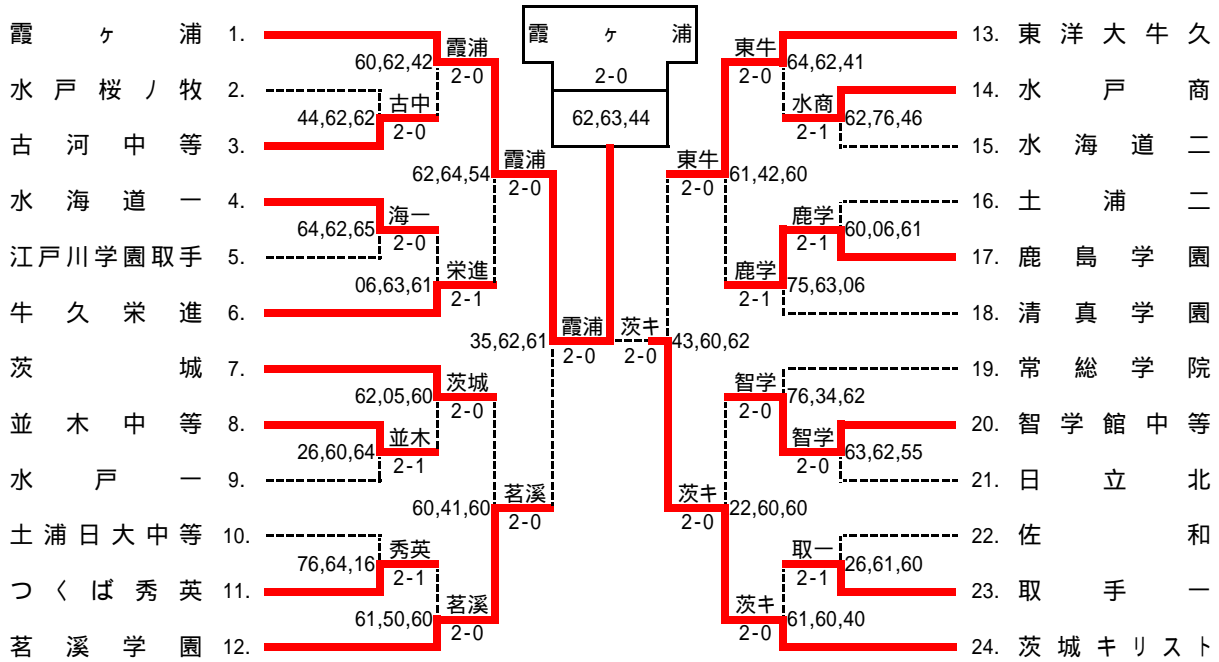 霞ヶ浦 1.
水戸桜ノ牧 2.
古河中等 3.
水海道一 4.
江戸川学園取手 5.
牛久栄進 6.
茨城 7.
並木中等 8.
水戸一 9.
土浦日大中等 10.
つくば秀英 11.
茗溪学園 12.
霞浦
60,62,42
2-0
古中
44,62,62
2-0
霞浦
62,64,54
2-0
海一
64,62,65
2-0
栄進
06,63,61
2-1
霞浦
35,62,61
2-0
茨城
62,05,60
2-0
並木
26,60,64
2-1
茗溪
60,41,60
2-0
秀英
76,64,16
2-1
茗溪
61,50,60
2-0
霞ヶ浦
2-0
62,63,44
東牛
64,62,41
2-0
水商
62,76,46
2-1
東牛
61,42,60
2-0
鹿学
60,06,61
2-1
鹿学
75,63,06
2-1
茨キ
43,60,62
2-0
智学
76,34,62
2-0
智学
63,62,55
2-0
茨キ
22,60,60
2-0
取一
26,61,60
2-1
茨キ
61,60,40
2-0
13. 東洋大牛久
14. 水戸商
15. 水海道二
16. 土浦二
17. 鹿島学園
18. 清真学園
19. 常総学院
20. 智学館中等
21. 日立北
22. 佐和
23. 取手一
24. 茨城キリスト